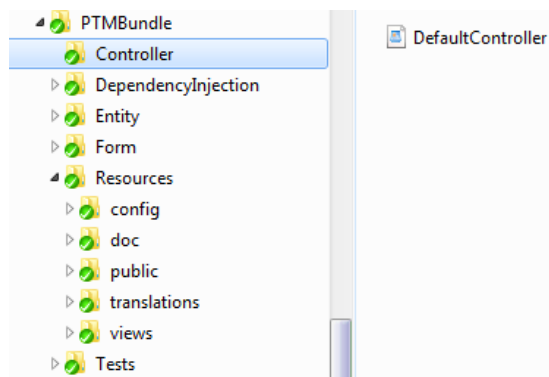 PTMBundle
Controller
DependencyInjection
Entity
Form
Resources
config
doc
public
translations
views
Tests
DefaultController